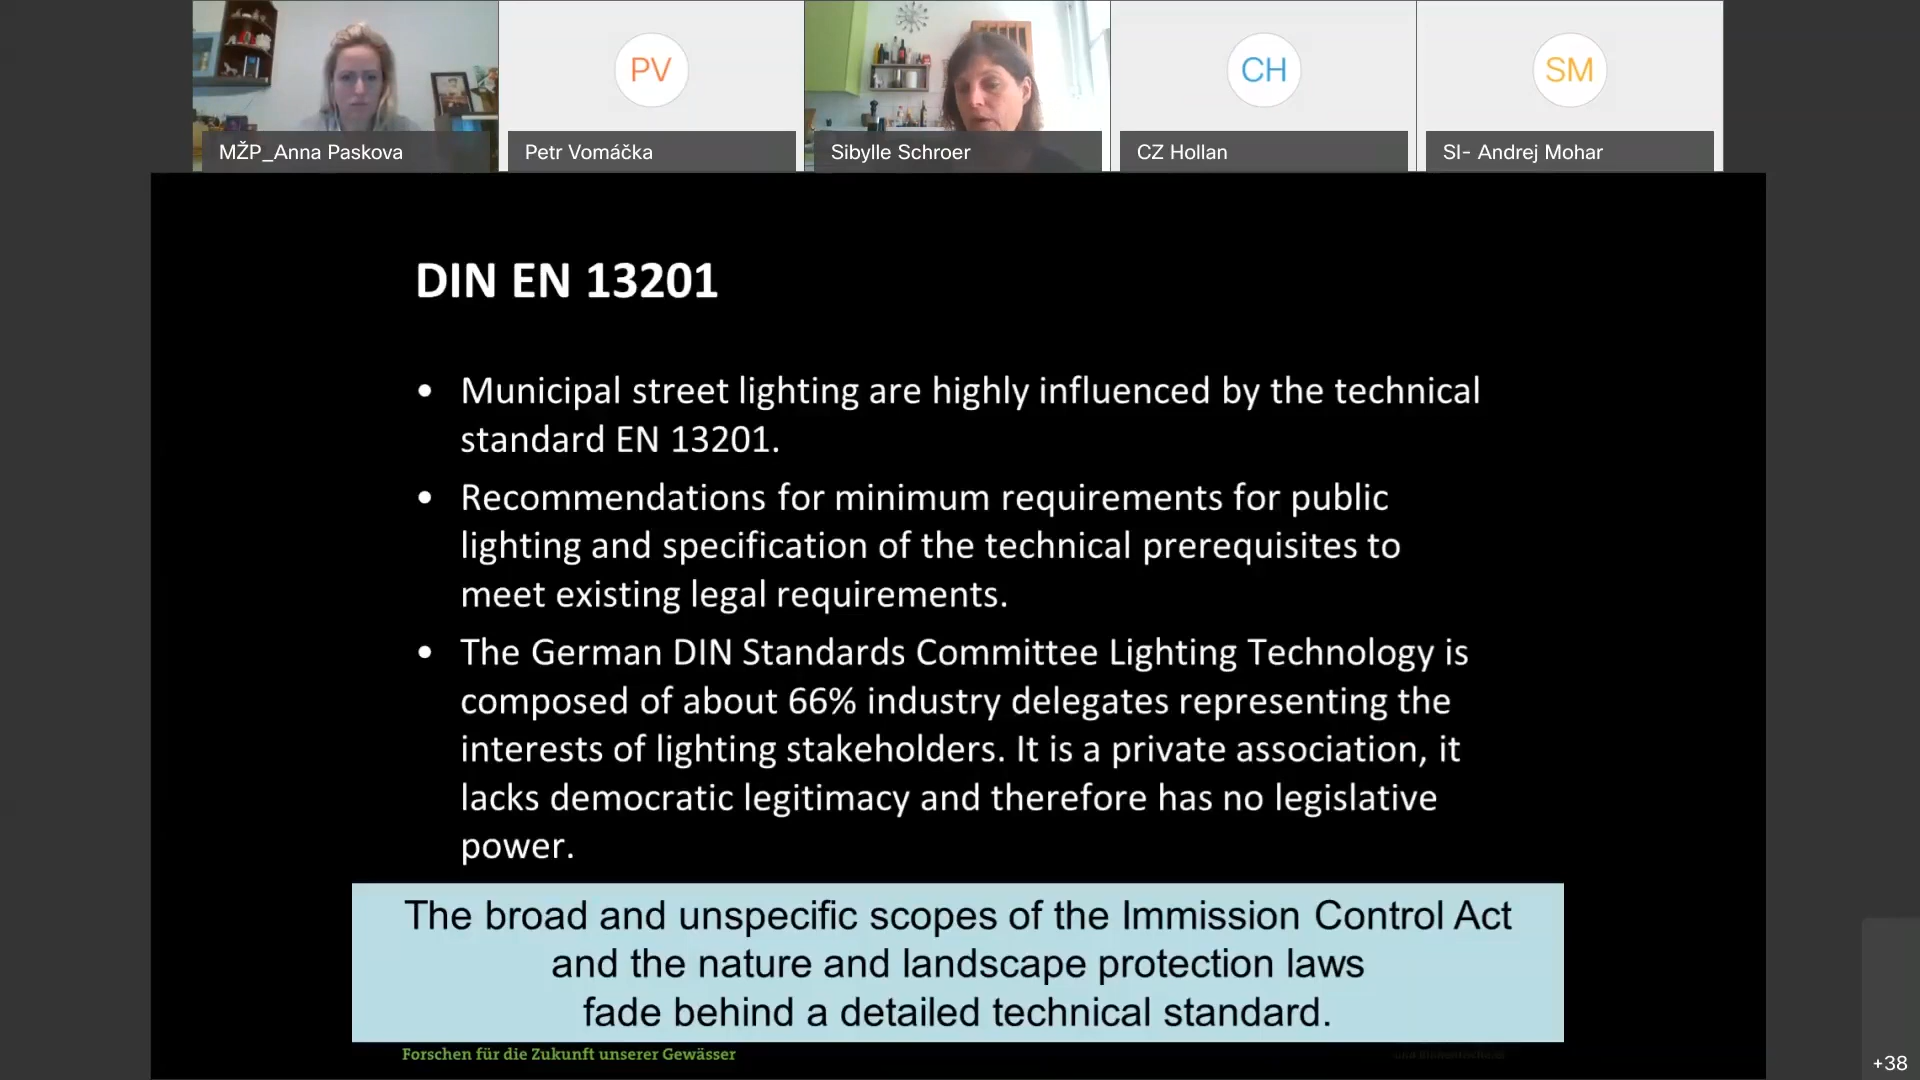 PV
CH
SM
MŽP_Anna Paskova
Petr Vomáčka
Sibylle Schroer
CZ Hollan
SI- Andrej Mohar
DIN EN 13201
• Municipal street lighting are highly influenced by the technical
standard EN 13201.
• Recommendations for minimum requirements for public
lighting and specification of the technical prerequisites to
meet existing legal requirements.
• The German DIN Standards Committee Lighting Technology is
composed of about 66% industry delegates representing the
interests of lighting stakeholders. It is a private association, it
lacks democratic legitimacy and therefore has no legislative
power.
The broad and unspecific scopes of the Immission Control Act
and the nature and landscape protection laws
fade behind a detailed technical standard.
Forschen für die Zukunft unserer Gewässer
+38